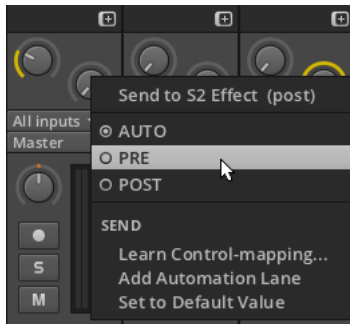 Send to S2 Effect (post)
AUTO
PRE
POST
SEND
Learn Control-mapping...
Add Automation Lane
Set to Default Value
All inputs
Master
S
M